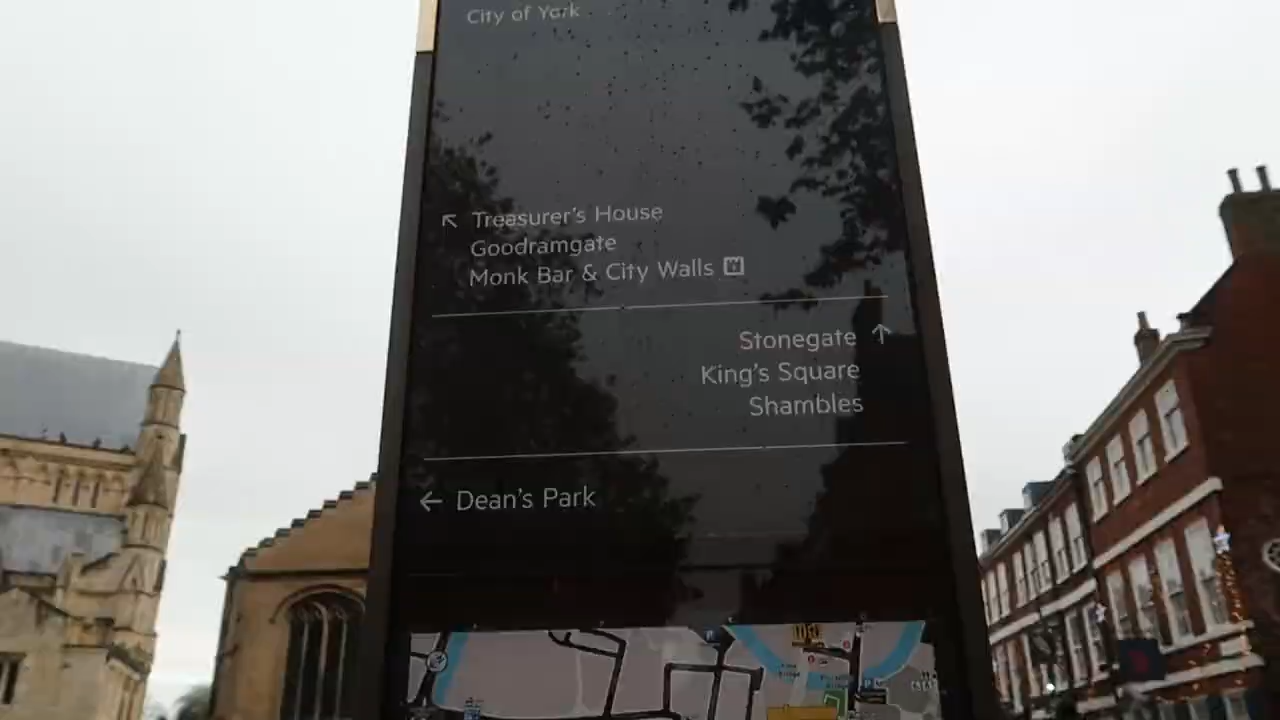 City of York
Treasurer's House
Goodramgate
Monk Bar & City Walls
Stonegate
King's Square
Shambles
Dean's Park